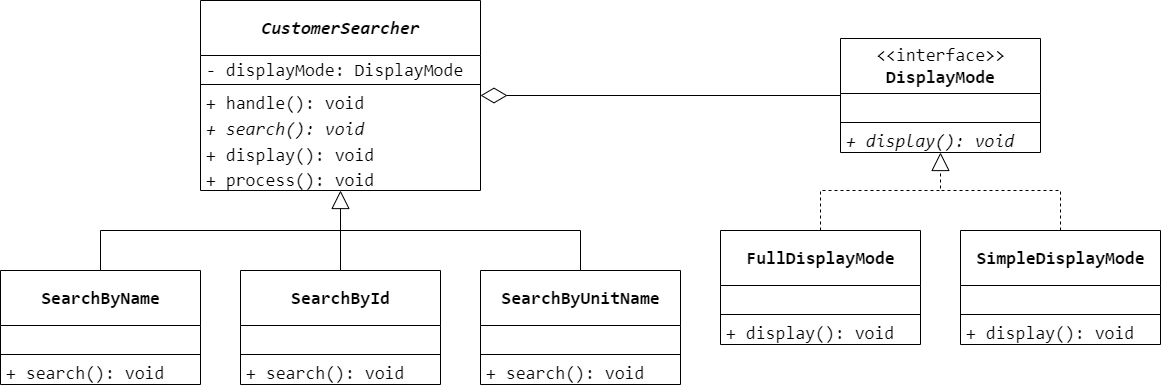 CustomerSearcher
- displayMode: DisplayMode
+ handle(): void
+ search(): void
+ display(): void
+ process(): void
<<interface>>
DisplayMode
+ display(): void
SearchByName
+ search(): void
SearchById
+ search(): void
SearchByUnitName
+ search(): void
FullDisplayMode
+ display(): void
SimpleDisplayMode
+ display(): void